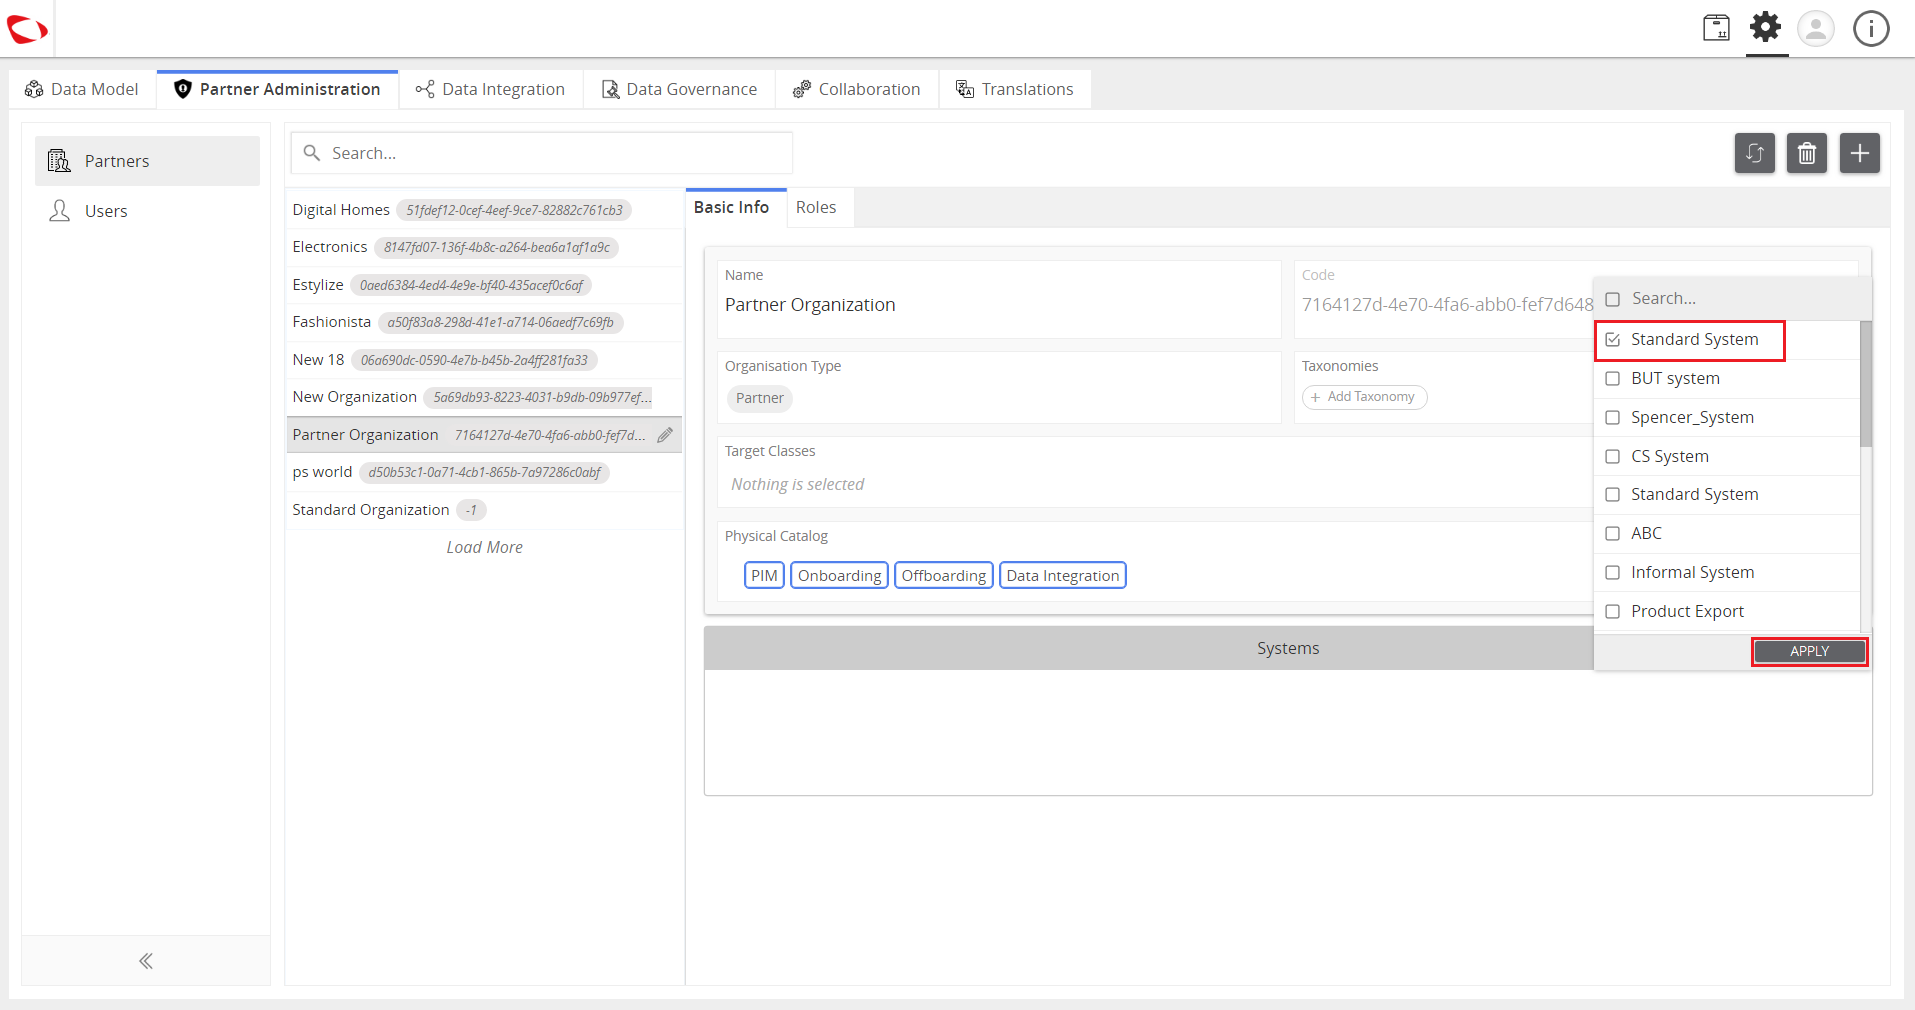 Data Model
Partner Administration
Data Integration
Data Governance
Collaboration
Translations
Partners
Users
Search...
Digital Homes 51fdef12-0cef-4eef-9ce7-82882c761cb3
Electronics 8147fd07-136f-4b8c-a264-bea6a1af1a9c
Estylize 0aed6384-4ed4-4e9e-bf40-435acef0c6af
Fashionista a50f83a8-298d-41e1-a714-06aedf7c69fb
New 18 06a690dc-0590-4e7b-b45b-2a4ff281fa33
New Organization 5a69db93-8223-4031-b9db-09b977ef...
Partner Organization 7164127d-4e70-4fa6-abb0-fef7d...
ps world d50b53c1-0a71-4cb1-865b-7a97286c0abf
Standard Organization -1
Load More
Basic Info
Roles
Name
Partner Organization
Code
7164127d-4e70-4fa6-abb0-fef7d648
Organisation Type
Partner
Taxonomies
+ Add Taxonomy
Target Classes
Nothing is selected
Physical Catalog
PIM
Onboarding
Offboarding
Data Integration
Systems
Search...
Standard System
BUT system
Spencer_System
CS System
Standard System
ABC
Informal System
Product Export
APPLY